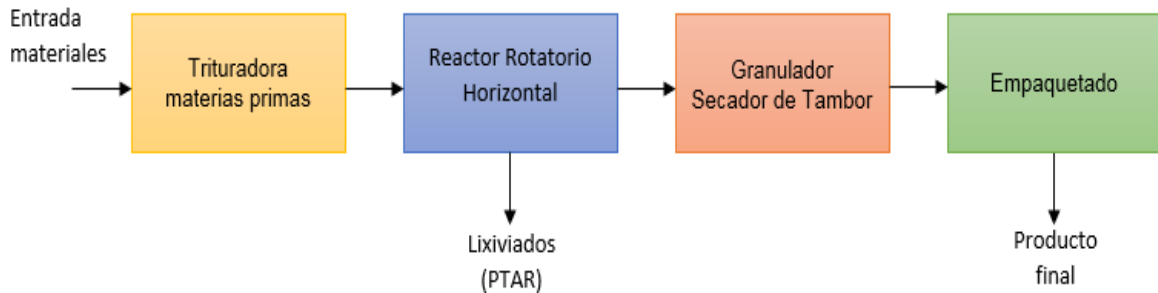 Entrada
materiales
Trituradora
materias primas
Reactor Rotatorio
Horizontal
Granulador
Secador de Tambor
Empaquetado
Lixiviados
(PTAR)
Producto
final